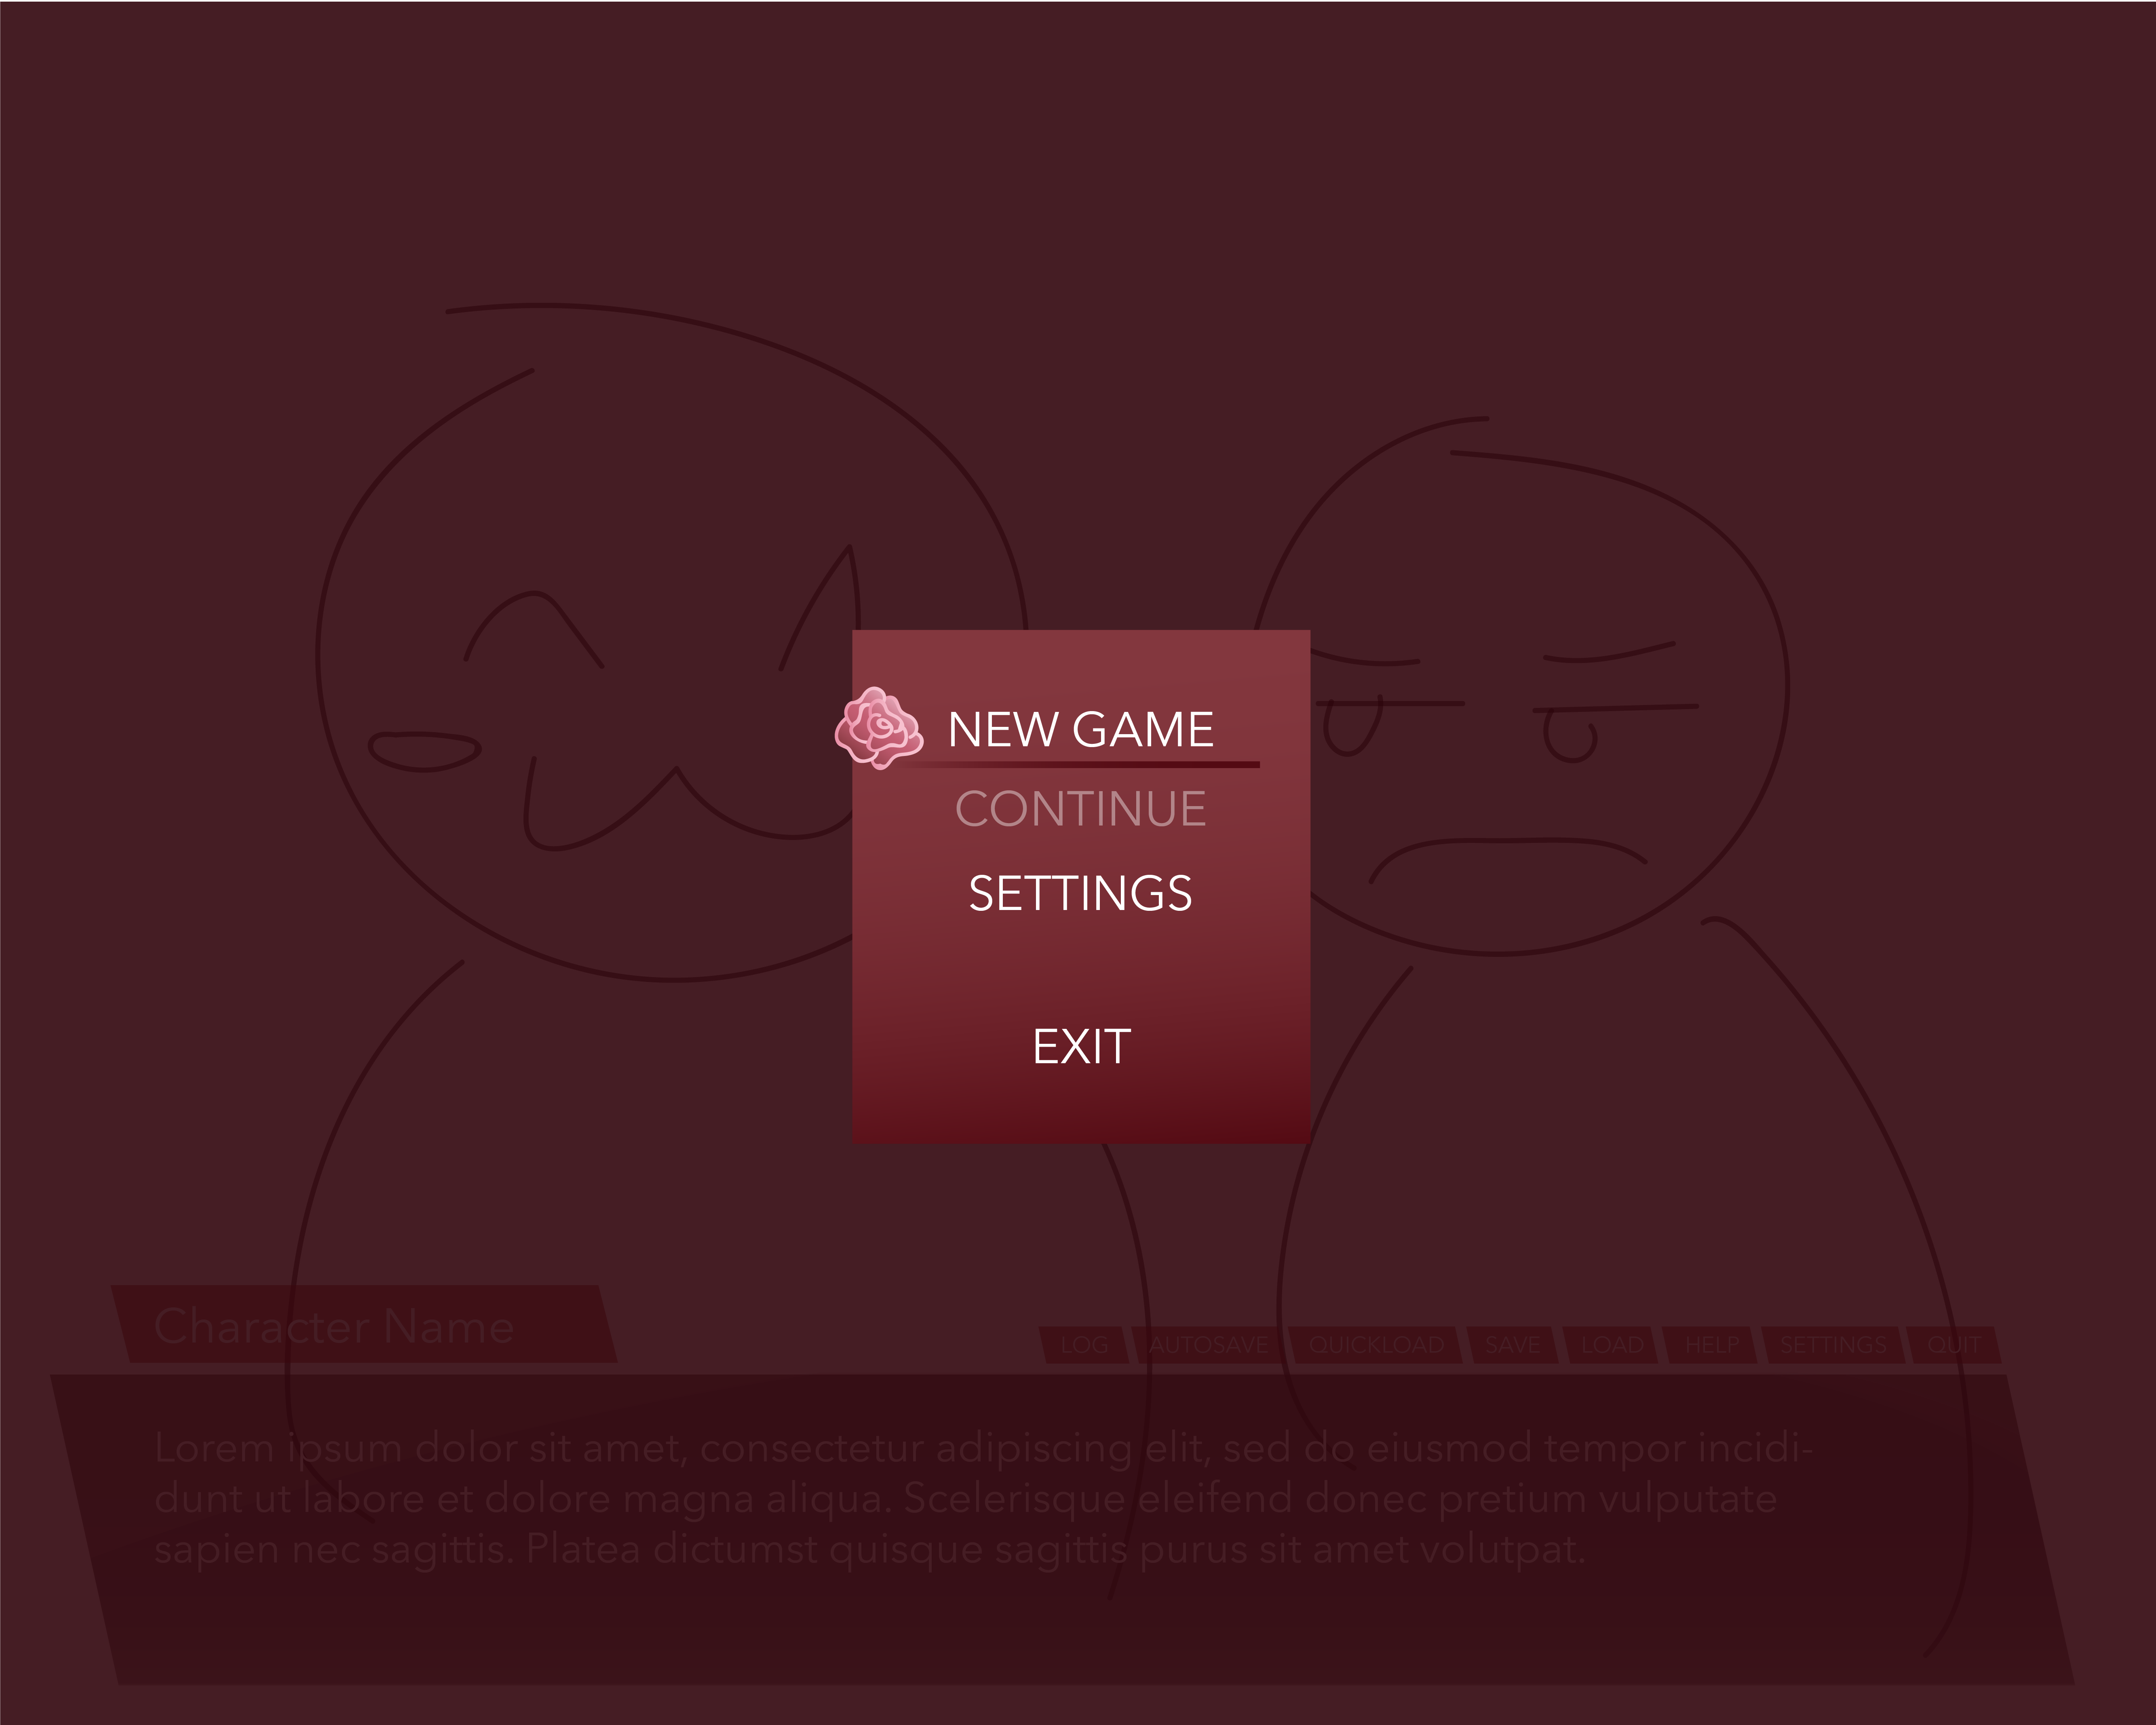 NEW GAME
CONTINUE
SETTINGS
EXIT
Character Name
LOG AUTOSAVE QUICKLOAD SAVE LOAD HELP SETTINGS QUIT
Lorem ipsum dolor sit amet, consectetur adipiscing elit, sed do eiusmod tempor incidi-
dunt ut labore et dolore magna aliqua. Scelerisque eleifend donec pretium vulputate
sapien nec sagittis. Platea dictumst quisque sagittis purus sit amet volutpat.